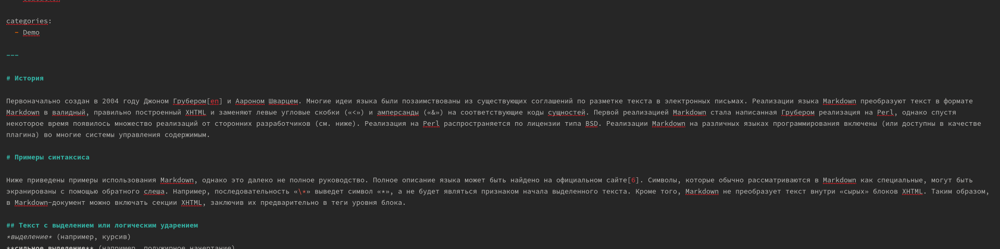 categories:
- Demo
---
# История
Первоначально создан в 2004 году Джоном Грубером[en] и Аароном Шварцем. Многие идеи языка были позаимствованы из существующих соглашений по разметке текста в электронных письмах. Реализации языка Markdown преобразуют текст в формате
Markdown в валидный, правильно построенный XHTML и заменяют левые угловые скобки («<») и амперсанды («&») на соответствующие коды сущностей. Первой реализацией Markdown стала написанная Грубером реализация на Perl, однако спустя
некоторое время появилось множество реализаций от сторонних разработчиков (см. ниже). Реализация на Perl распространяется по лицензии типа BSD. Реализации Markdown на различных языках программирования включены (или доступны в качестве
плагина) во многие системы управления содержимым.
# Примеры синтаксиса
Ниже приведены примеры использования Markdown, однако это далеко не полное руководство. Полное описание языка может быть найдено на официальном сайте[6]. Символы, которые обычно рассматриваются в Markdown как специальные, могут быть
экранированы с помощью обратного слеша. Например, последовательность «\*» выведет символ «*», а не будет являться признаком начала выделенного текста. Кроме того, Markdown не преобразует текст внутри «сырых» блоков XHTML. Таким образом,
в Markdown-документ можно включать секции XHTML, заключив их предварительно в теги уровня блока.
## Текст с выделением или логическим ударением
*выделение* (например, курсив)
**сильное выделение** (например, полужирное начертание)